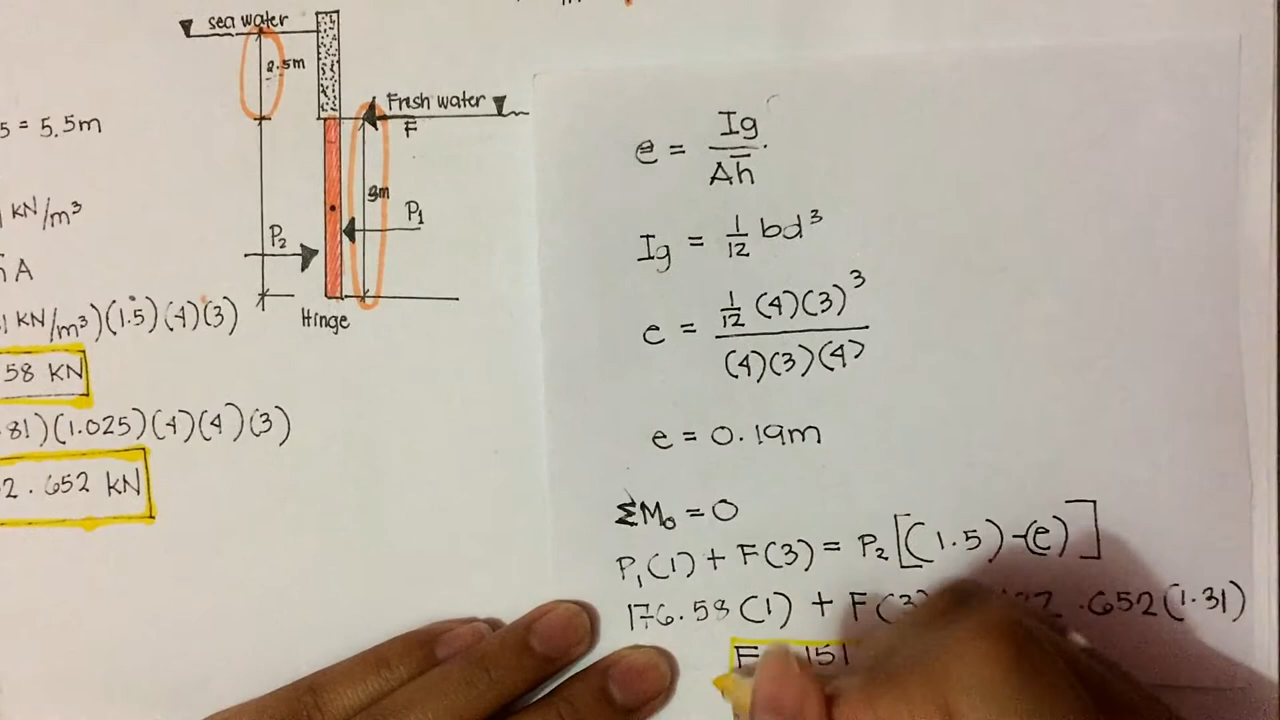 sea water
2.5m
Fresh water
F
3m
P₁
P₂
Hinge
5 = 5.5m
kN/m³
h A
1 kN/m³)(1.5)(4)(3)
58 kN
81)(1.025)(4)(4)(3)
2.652 kN
e = Ig / Ah̄
Ig = 1/12 bd³
e = 1/12 (4)(3)³ / (4)(3)(4)
e = 0.19m
ΣM₀ = 0
P₁(1) + F(3) = P₂[(1.5)-(e)]
176.58(1) + F(3) .652(1.31)
F 151